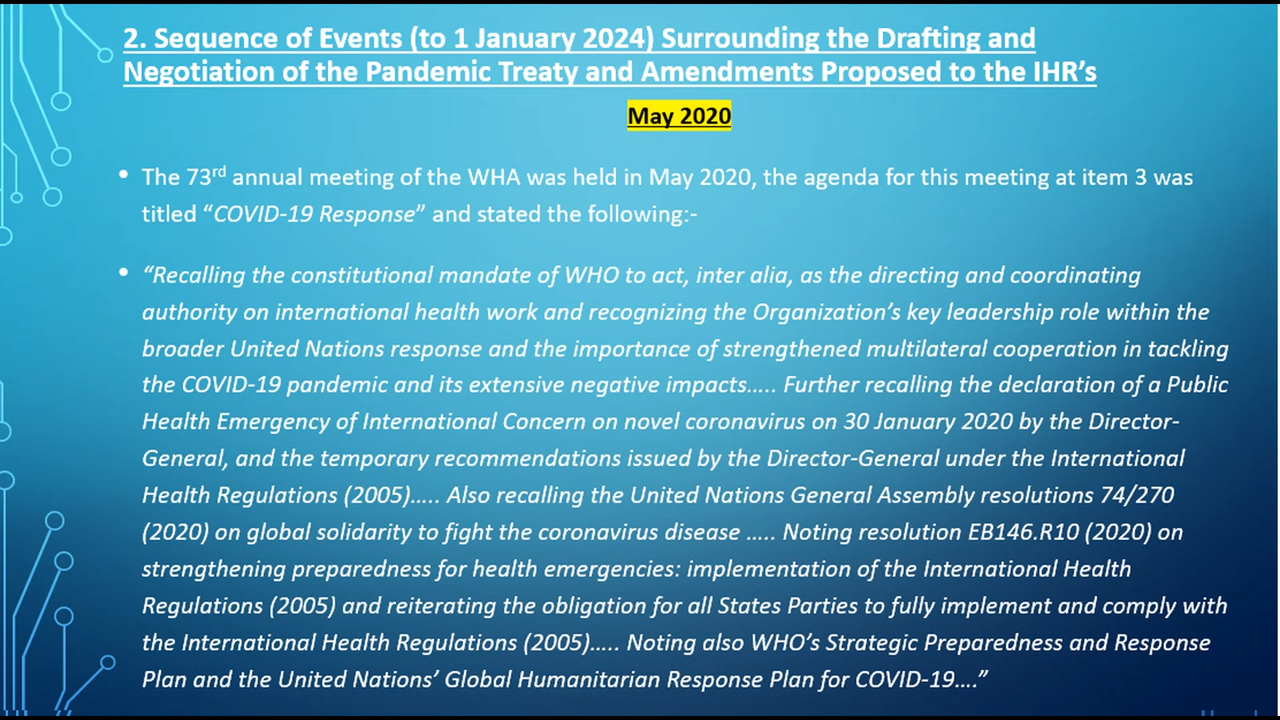 2. Sequence of Events (to 1 January 2024) Surrounding the Drafting and
Negotiation of the Pandemic Treaty and Amendments Proposed to the IHR’s
May 2020
• The 73rd annual meeting of the WHA was held in May 2020, the agenda for this meeting at item 3 was
titled “COVID-19 Response” and stated the following:-
• “Recalling the constitutional mandate of WHO to act, inter alia, as the directing and coordinating
authority on international health work and recognizing the Organization’s key leadership role within the
broader United Nations response and the importance of strengthened multilateral cooperation in tackling
the COVID-19 pandemic and its extensive negative impacts….. Further recalling the declaration of a Public
Health Emergency of International Concern on novel coronavirus on 30 January 2020 by the Director-
General, and the temporary recommendations issued by the Director-General under the International
Health Regulations (2005)….. Also recalling the United Nations General Assembly resolutions 74/270
(2020) on global solidarity to fight the coronavirus disease ….. Noting resolution EB146.R10 (2020) on
strengthening preparedness for health emergencies: implementation of the International Health
Regulations (2005) and reiterating the obligation for all States Parties to fully implement and comply with
the International Health Regulations (2005)….. Noting also WHO’s Strategic Preparedness and Response
Plan and the United Nations’ Global Humanitarian Response Plan for COVID-19….”